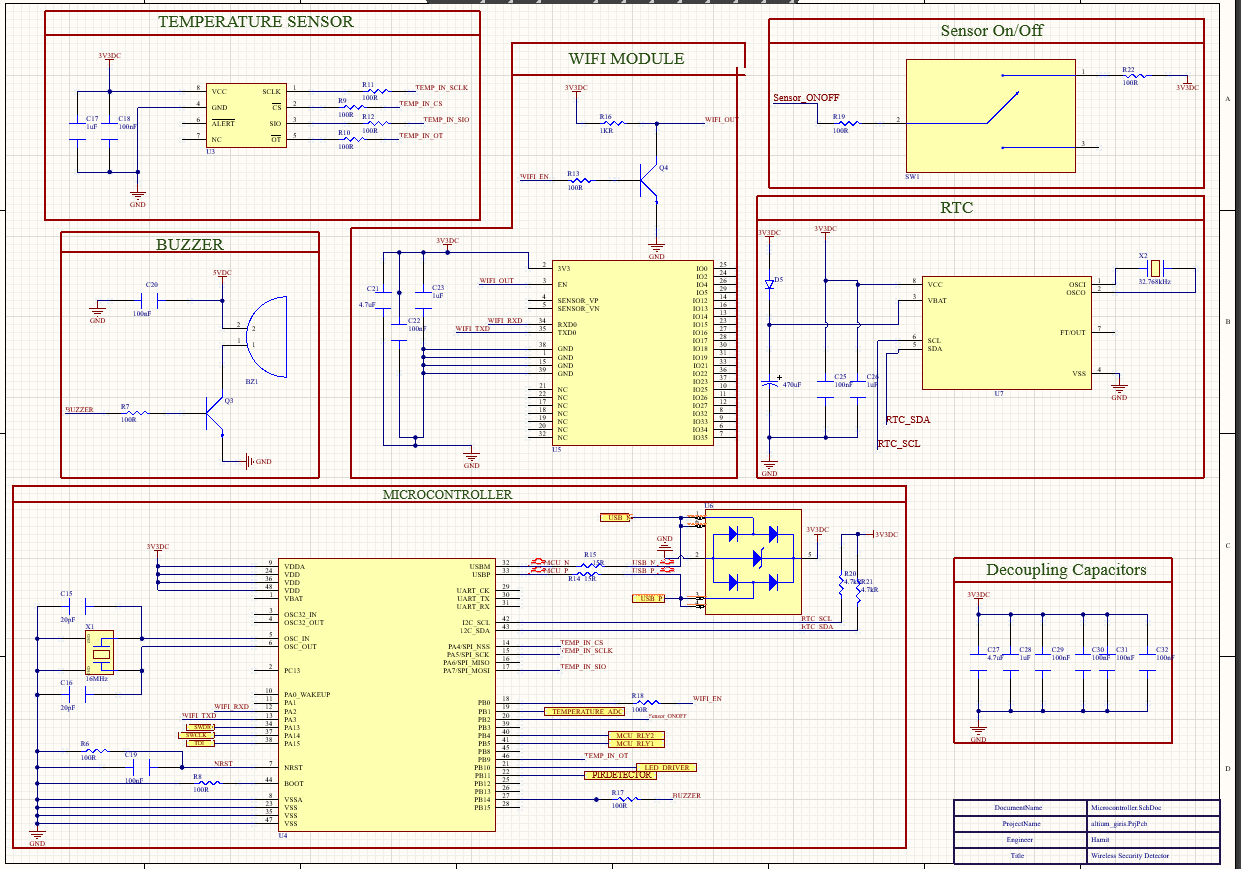 TEMPERATURE SENSOR
3V3DC
C17
1uF
C18
100nF
8 VCC
4 GND
6 ALERT
7 NC
SCLK 1
CS 2
SIO 3
OT 5
U3
R11
100R
R9
100R
R12
100R
R10
100R
TEMP_IN_SCLK
TEMP_IN_CS
TEMP_IN_SIO
TEMP_IN_OT
GND
WIFI MODULE
3V3DC
R16
1KR
WIFI_OUT
WIFI_EN
R13
100R
Q4
GND
3V3DC
C21
4.7uF
C23
1uF
C22
100nF
WIFI_OUT
WIFI_RXD
WIFI_TXD
2 3V3
3 EN
4 SENSOR_VP
5 SENSOR_VN
34 RXD0
35 TXD0
38 GND
1 GND
15 GND
39 GND
21 NC
22 NC
17 NC
18 NC
19 NC
20 NC
32 NC
IO0 25
IO2 24
IO4 26
IO5 29
IO12 14
IO13 16
IO14 13
IO15 23
IO16 27
IO17 28
IO18 30
IO19 31
IO21 33
IO22 36
IO23 37
IO25 10
IO26 11
IO27 12
IO32 8
IO33 9
IO34 6
IO35 7
U5
GND
Sensor On/Off
Sensor_ONOFF
R19
100R
2
1
3
SW1
R22
100R
3V3DC
BUZZER
5VDC
C20
100nF
GND
2 2
1 1
BZ1
BUZZER
R7
100R
Q3
GND
RTC
3V3DC
3V3DC
D5
470uF
C25
100nF
C26
1uF
8 VCC
3 VBAT
6 SCL
5 SDA
OSCI 1
OSCO 2
FT/OUT 7
VSS 4
U7
X2
32.768kHz
GND
RTC_SDA
RTC_SCL
GND
MICROCONTROLLER
3V3DC
C15
20pF
X1
16MHz
C16
20pF
WIFI_RXD
WIFI_TXD
SWCLK
R6
100R
C19
100nF
NRST
R8
100R
GND
9 VDDA
24 VDD
36 VDD
48 VDD
1 VBAT
3 OSC32_IN
4 OSC32_OUT
5 OSC_IN
6 OSC_OUT
2 PC13
10 PA0_WAKEUP
11 PA1
12 PA2
13 PA3
34 PA13
37 PA14
38 PA15
7 NRST
44 BOOT
8 VSSA
23 VSS
35 VSS
47 VSS
U4
USBM 32
USBP 33
UART_CK 29
UART_TX 30
UART_RX 31
I2C_SCL 42
I2C_SDA 43
PA4/SPI_NSS 14
PA5/SPI_SCK 15
PA6/SPI_MISO 16
PA7/SPI_MOSI 17
PB0 18
PB1 19
PB2 20
PB3 39
PB4 40
PB5 41
PB8 45
PB9 46
PB10 21
PB11 22
PB12 25
PB13 26
PB14 27
PB15 28
MCU_N
MCU_P
R15
15R
R14 15R
USB_N
USB_P
USB_N
GND
USB_P
U6
2
5
3V3DC
3V3DC
R20
4.7kR
R21
4.7kR
RTC_SCL
RTC_SDA
TEMP_IN_CS
TEMP_IN_SCLK
TEMP_IN_SIO
R18
100R
WIFI_EN
TEMPERATURE_ADC
Sensor_ONOFF
MCU_RLY2
MCU_RLY1
TEMP_IN_OT
LED_DRIVER
PIRDETECTOR
R17
100R
BUZZER
Decoupling Capacitors
3V3DC
C27
4.7uF
C28
1uF
C29
100nF
C30
100nF
C31
100nF
C32
100nF
GND
DocumentName Microcontroller.SchDoc
ProjectName altium_giris.PrjPcb
Engineer Hamit
Title Wireless Security Detector
A
B
C
D